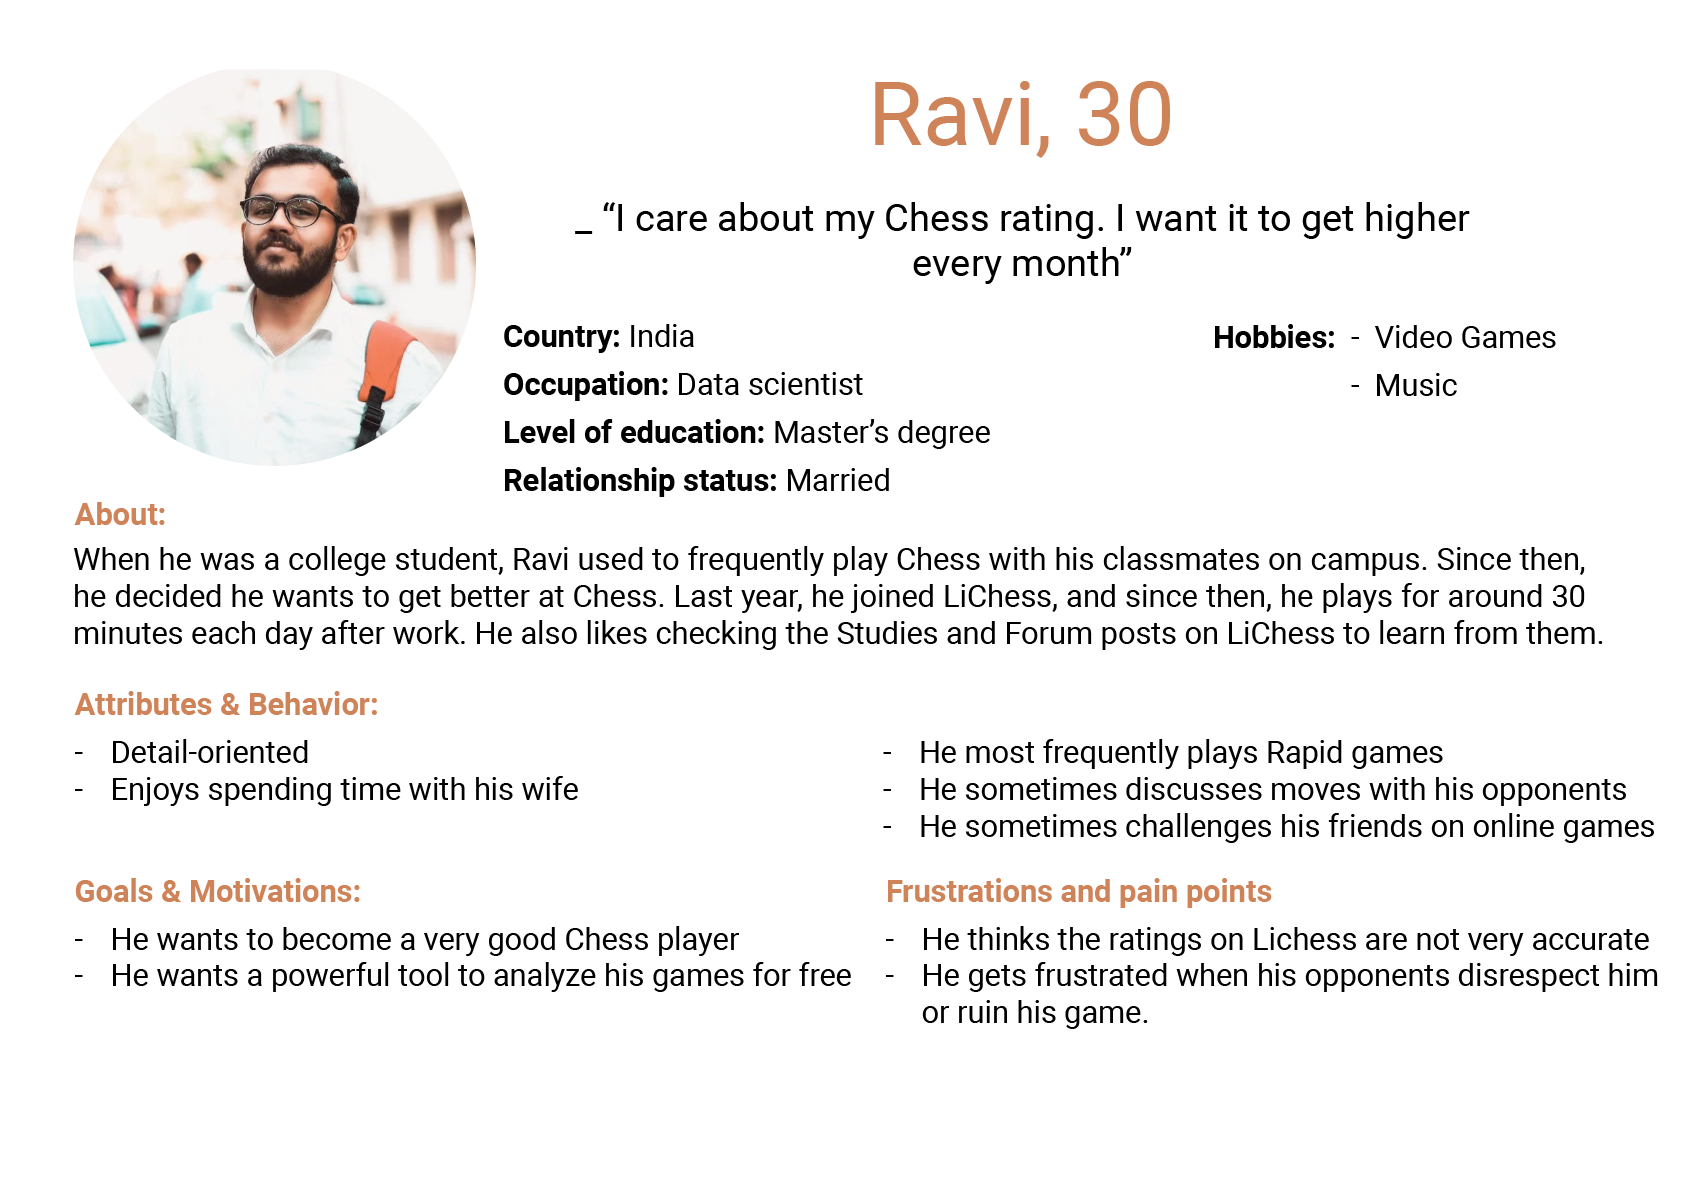 Ravi, 30
_ “I care about my Chess rating. I want it to get higher
every month”
Country: India
Occupation: Data scientist
Level of education: Master’s degree
Relationship status: Married
Hobbies: - Video Games
- Music
About:
When he was a college student, Ravi used to frequently play Chess with his classmates on campus. Since then,
he decided he wants to get better at Chess. Last year, he joined LiChess, and since then, he plays for around 30
minutes each day after work. He also likes checking the Studies and Forum posts on LiChess to learn from them.
Attributes & Behavior:
- Detail-oriented
- Enjoys spending time with his wife
- He most frequently plays Rapid games
- He sometimes discusses moves with his opponents
- He sometimes challenges his friends on online games
Goals & Motivations:
- He wants to become a very good Chess player
- He wants a powerful tool to analyze his games for free
Frustrations and pain points
- He thinks the ratings on Lichess are not very accurate
- He gets frustrated when his opponents disrespect him
or ruin his game.